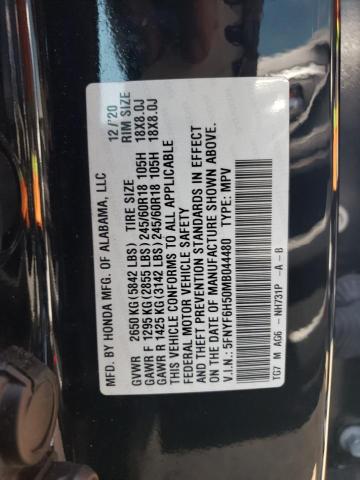 MFD. BY HONDA MFG. OF ALABAMA, LLC 12/'20
TIRE SIZE RIM SIZE
GVWR 2650 KG(5842 LBS)
GAWR F 1295 KG(2855 LBS) 245/60R18 105H 18X8.0J
GAWR R 1425 KG(3142 LBS) 245/60R18 105H 18X8.0J
THIS VEHICLE CONFORMS TO ALL APPLICABLE
FEDERAL MOTOR VEHICLE SAFETY
AND THEFT PREVENTION STANDARDS IN EFFECT
ON THE DATE OF MANUFACTURE SHOWN ABOVE.
V.I.N.: 5FNYF6H50MB044480 TYPE: MPV
TG7 M AG6 -NH731P -A -B